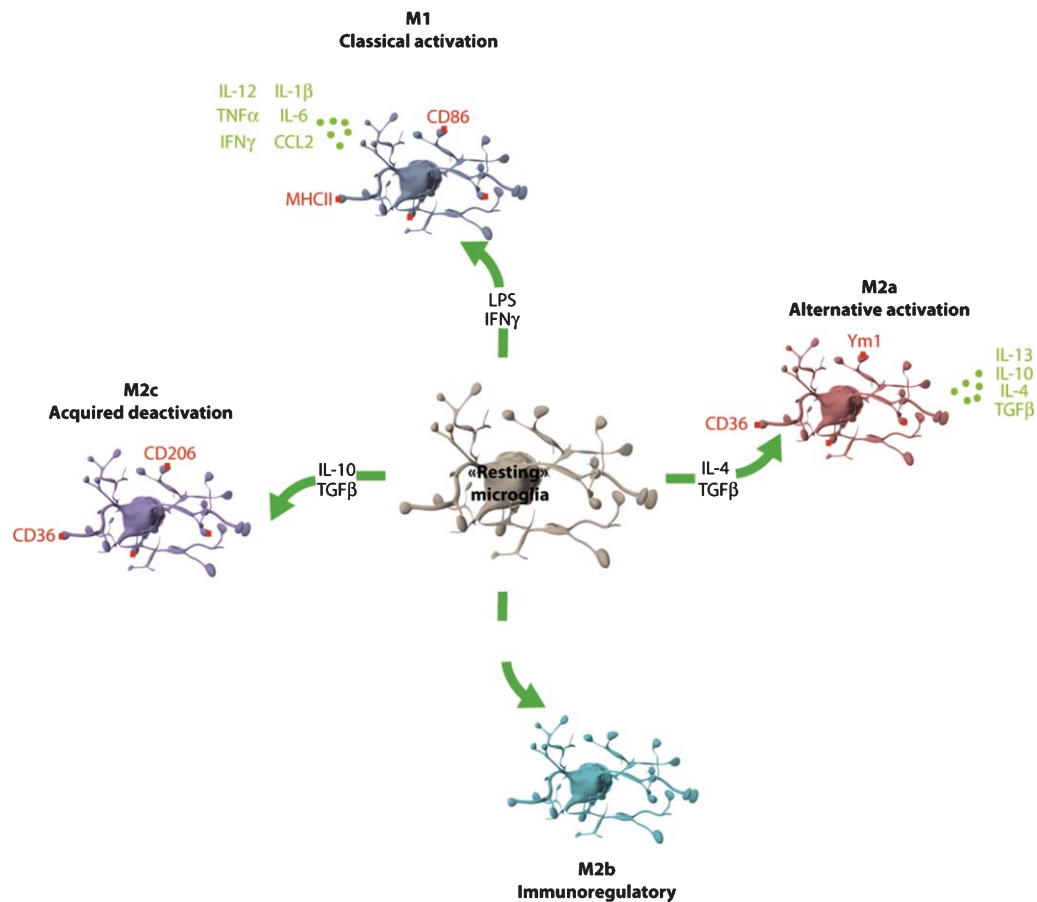 M1
Classical activation
IL-12 IL-1β
TNFα IL-6
IFNγ CCL2
CD86
MHCII
LPS
IFNγ
M2a
Alternative activation
Ym1
IL-13
IL-10
IL-4
TGFβ
CD36
M2c
Acquired deactivation
CD206
CD36
IL-10
TGFβ
«Resting»
microglia
IL-4
TGFβ
M2b
Immunoregulatory